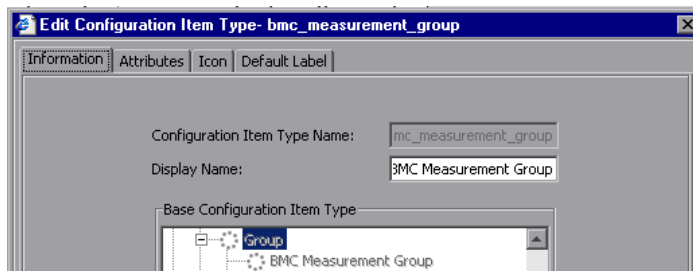 Edit Configuration Item Type- bmc_measurement_group
Information Attributes Icon Default Label
Configuration Item Type Name: mc_measurement_group
Display Name: BMC Measurement Group
Base Configuration Item Type
Group
BMC Measurement Group